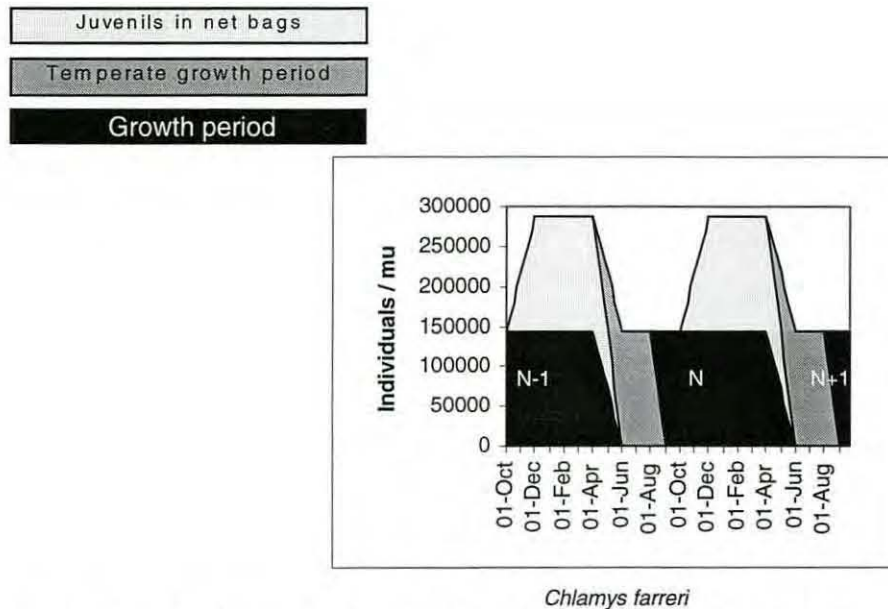 Juvenils in net bags
Temperate growth period
Growth period
Individuals / mu
300000
250000
200000
150000
100000
50000
0
N-1
N
N+1
01-Oct
01-Dec
01-Feb
01-Apr
01-Jun
01-Aug
01-Oct
01-Dec
01-Feb
01-Apr
01-Jun
01-Aug
Chlamys farreri